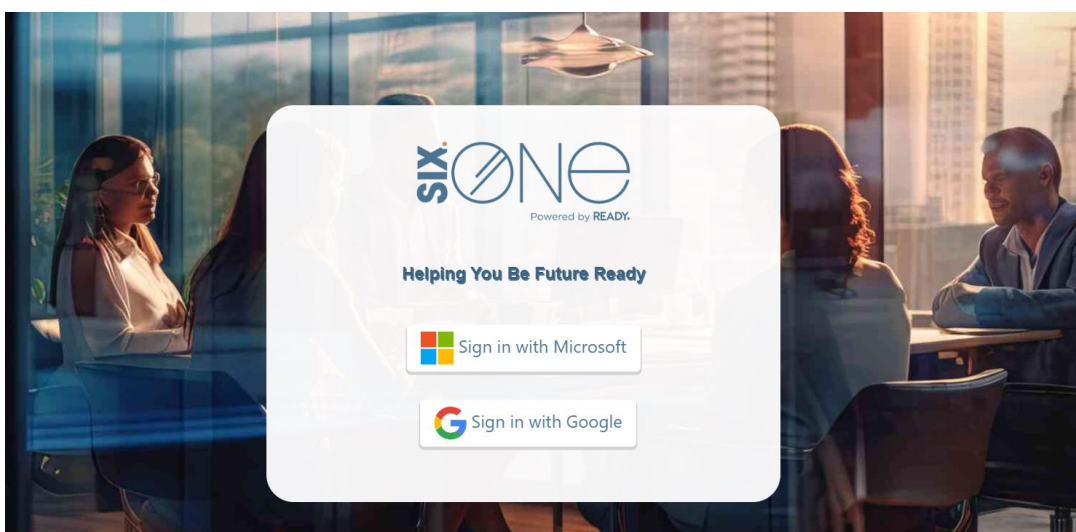 SIX:ONE
Powered by READY.
Helping You Be Future Ready
Sign in with Microsoft
Sign in with Google